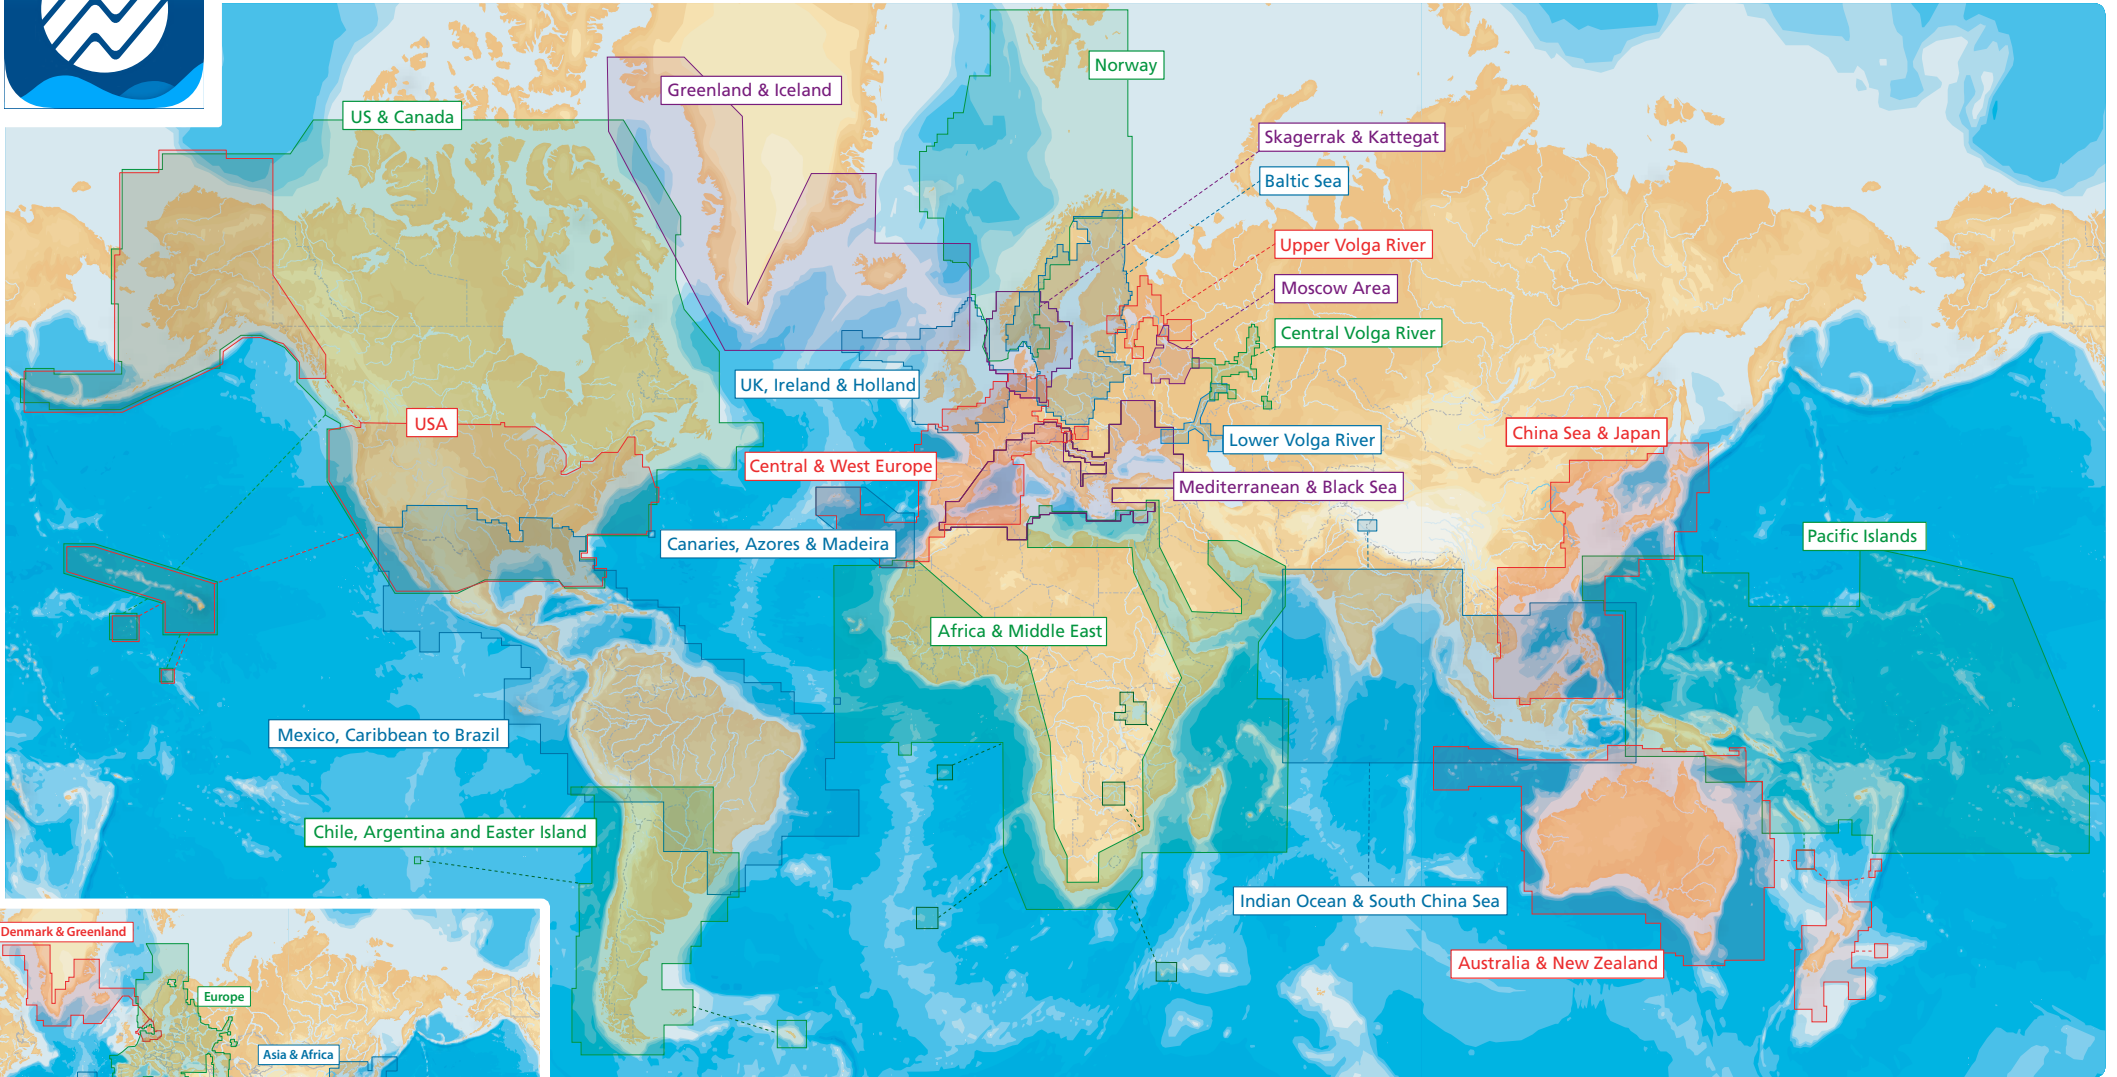 Norway
Greenland & Iceland
US & Canada
Skagerrak & Kattegat
Baltic Sea
Upper Volga River
Moscow Area
Central Volga River
UK, Ireland & Holland
USA
China Sea & Japan
Lower Volga River
Central & West Europe
Mediterranean & Black Sea
Pacific Islands
Canaries, Azores & Madeira
Africa & Middle East
Mexico, Caribbean to Brazil
Chile, Argentina and Easter Island
Indian Ocean & South China Sea
Denmark & Greenland
Australia & New Zealand
Europe
Asia & Africa